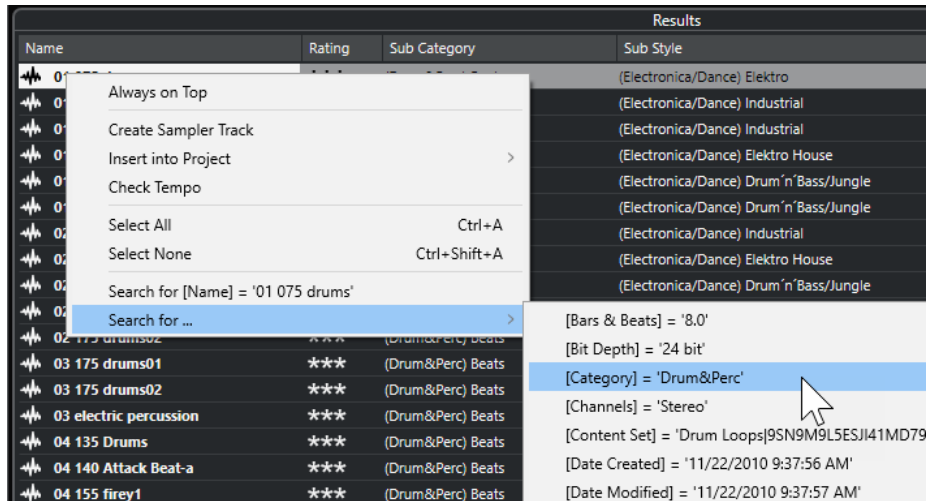 Results
Name Rating Sub Category Sub Style
01 (Electronica/Dance) Elektro
(Electronica/Dance) Industrial
(Electronica/Dance) Industrial
(Electronica/Dance) Elektro House
(Electronica/Dance) Drum´n´Bass/Jungle
(Electronica/Dance) Drum´n´Bass/Jungle
(Electronica/Dance) Industrial
(Electronica/Dance) Elektro House
(Electronica/Dance) Drum´n´Bass/Jungle
Always on Top
Create Sampler Track
Insert into Project
Check Tempo
Select All Ctrl+A
Select None Ctrl+Shift+A
Search for [Name] = '01 075 drums'
Search for ...
[Bars & Beats] = '8.0'
[Bit Depth] = '24 bit'
[Category] = 'Drum&Perc'
[Channels] = 'Stereo'
[Content Set] = 'Drum Loops|9SN9M9L5ESJI41MD79
[Date Created] = '11/22/2010 9:37:56 AM'
[Date Modified] = '11/22/2010 9:37:57 AM'
02 175 drums02 *** (Drum&Perc) Beats
03 175 drums01 *** (Drum&Perc) Beats
03 175 drums02 *** (Drum&Perc) Beats
03 electric percussion *** (Drum&Perc) Beats
04 135 Drums *** (Drum&Perc) Beats
04 140 Attack Beat-a *** (Drum&Perc) Beats
04 155 firey1 *** (Drum&Perc) Beats